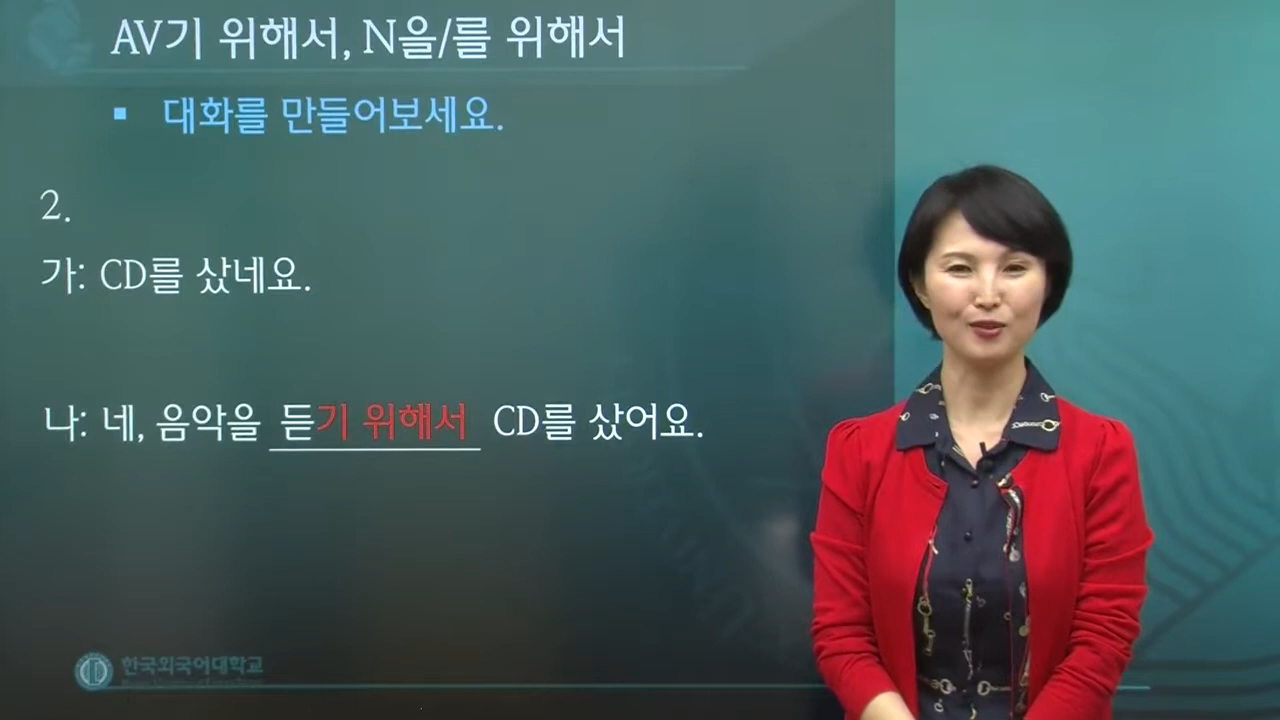 AV기 위해서, N을/를 위해서
▪ 대화를 만들어보세요.
2.
가: CD를 샀네요.
나: 네, 음악을 듣기 위해서 CD를 샀어요.
한국외국어대학교